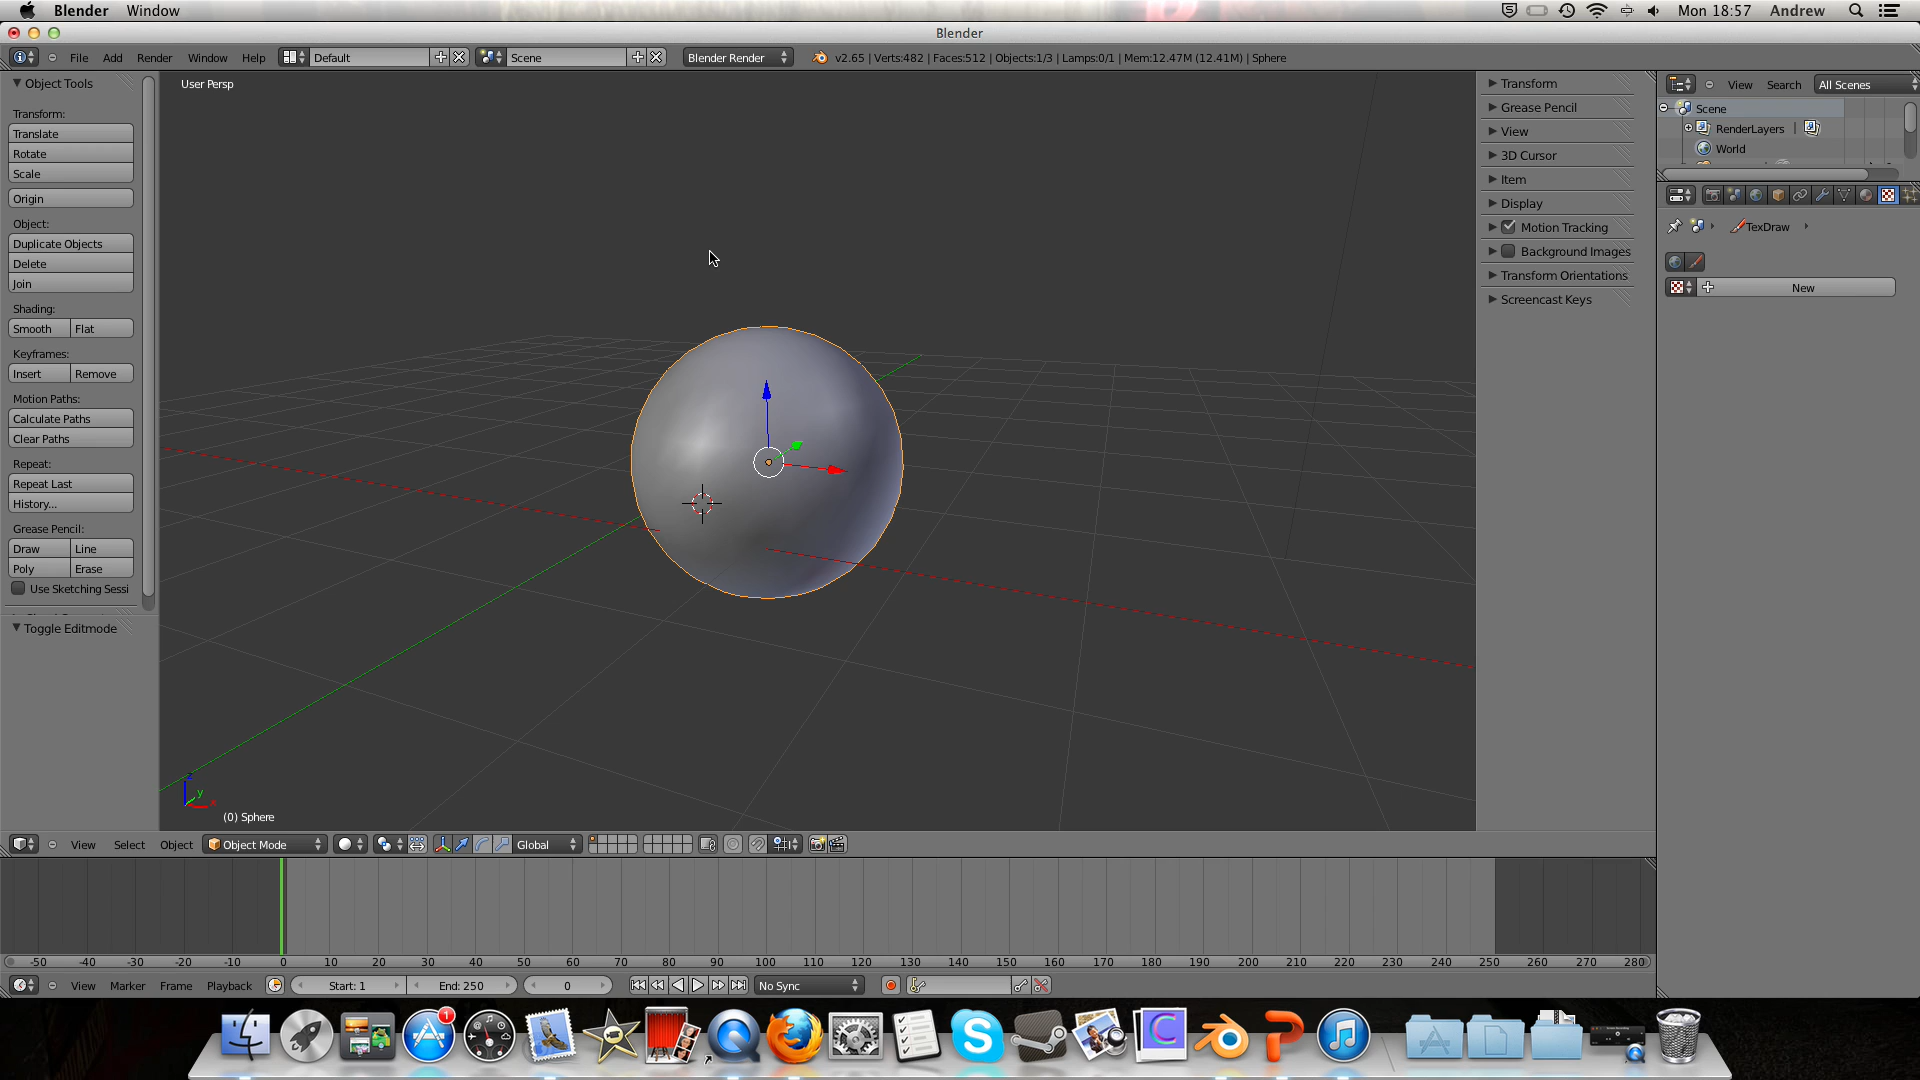 Blender Window
Mon 18:57 Andrew
Blender
File Add Render Window Help Default Scene Blender Render v2.65 | Verts:482 | Faces:512 | Objects:1/3 | Lamps:0/1 | Mem:12.47M (12.41M) | Sphere
Object Tools
Transform:
Translate
Rotate
Scale
Origin
Object:
Duplicate Objects
Delete
Join
Shading:
Smooth Flat
Keyframes:
Insert Remove
Motion Paths:
Calculate Paths
Clear Paths
Repeat:
Repeat Last
History...
Grease Pencil:
Draw Line
Poly Erase
Use Sketching Sessi
Toggle Editmode
User Persp
z
y
x
(0) Sphere
Transform
Grease Pencil
View
3D Cursor
Item
Display
Motion Tracking
Background Images
Transform Orientations
Screencast Keys
View Search All Scenes
Scene
RenderLayers |
World
TexDraw
New
View Select Object Object Mode Global
-50 -40 -30 -20 -10 0 10 20 30 40 50 60 70 80 90 100 110 120 130 140 150 160 170 180 190 200 210 220 230 240 250 260 270 280
View Marker Frame Playback Start: 1 End: 250 0 No Sync
1